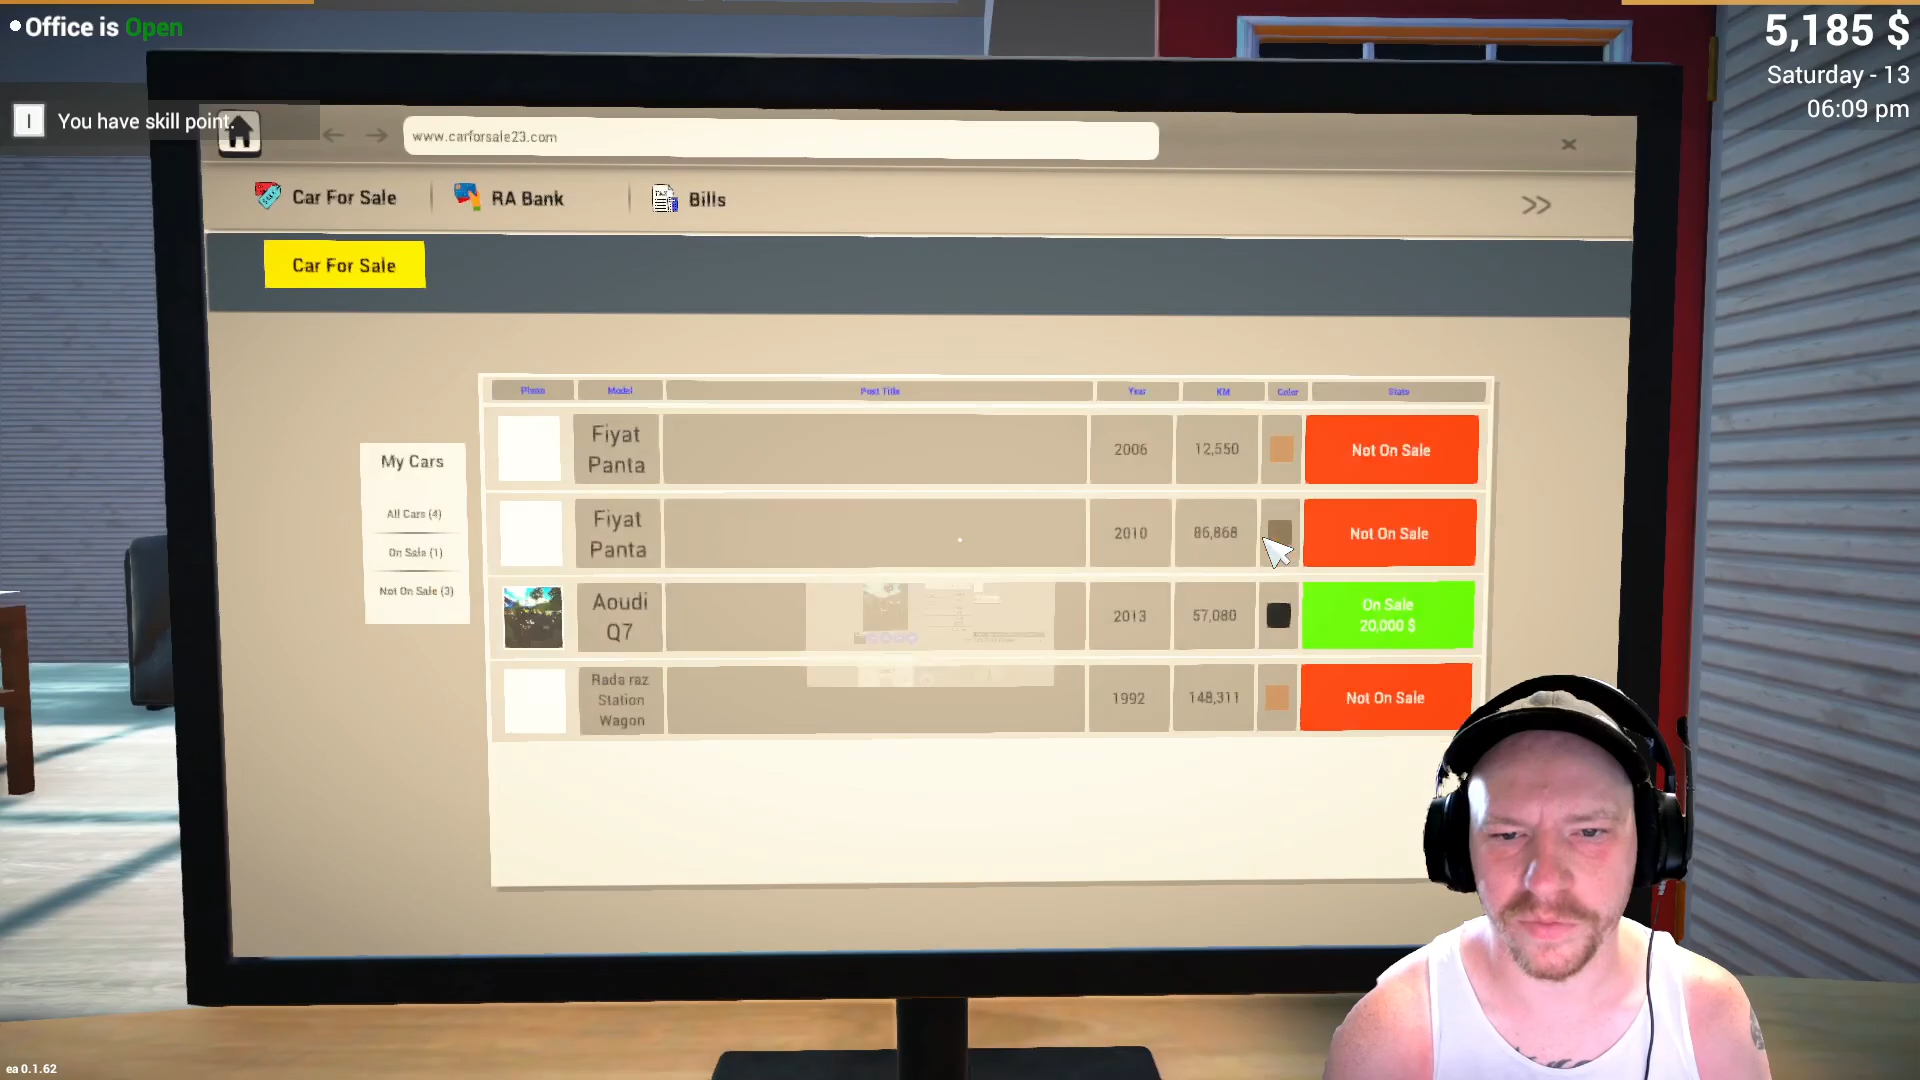 Office is Open
5,185 $
Saturday - 13
06:09 pm
I You have skill point.
www.carforsale23.com
Car For Sale
RA Bank
Bills
>>
Car For Sale
Photo Model Post Title Year KM Color State
My Cars
All Cars (4)
On Sale (1)
Not On Sale (3)
Fiyat
Panta
2006
12,550
Not On Sale
Fiyat
Panta
2010
86,868
Not On Sale
Aoudi
Q7
2013
57,080
On Sale
20,000 $
Rada raz
Station
Wagon
1992
148,311
Not On Sale
ea 0.1.62